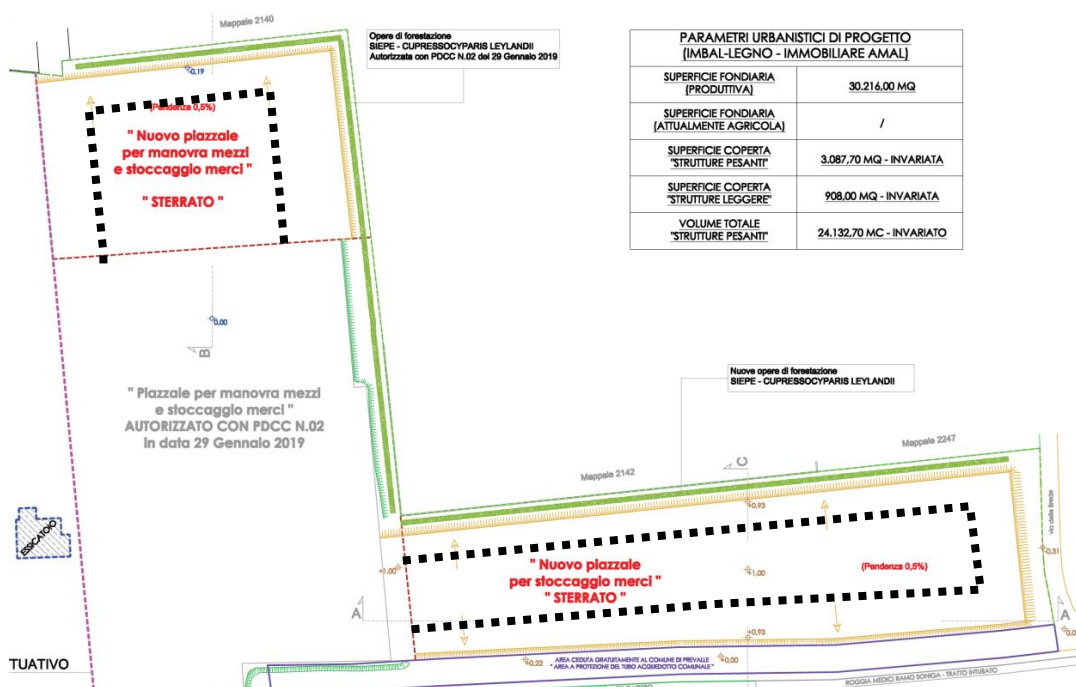 Mappale 2140
Opere di forestazione
SIEPE - CUPRESSOCYPARIS LEYLANDII
Autorizzata con PDCC N.02 del 29 Gennaio 2019
PARAMETRI URBANISTICI DI PROGETTO
(IMBAL-LEGNO - IMMOBILIARE AMAL)
SUPERFICIE FONDIARIA
(PRODUTTIVA)
30.216,00 MQ
SUPERFICIE FONDIARIA
(ATTUALMENTE AGRICOLA)
/
SUPERFICIE COPERTA
"STRUTTURE PESANTI"
3.087,70 MQ - INVARIATA
SUPERFICIE COPERTA
"STRUTTURE LEGGERE"
908,00 MQ - INVARIATA
VOLUME TOTALE
"STRUTTURE PESANTI"
24.132,70 MC - INVARIATO
-0.19
(Pendenza 0,5%)
" Nuovo piazzale
per manovra mezzi
e stoccaggio merci "
" STERRATO "
0.00
B
" Piazzale per manovra mezzi
e stoccaggio merci "
AUTORIZZATO CON PDCC N.02
in data 29 Gennaio 2019
Nuove opere di forestazione
SIEPE - CUPRESSOCYPARIS LEYLANDII
Mappale 2247
Mappale 2142
C
+0.93
via delle Brede
ESSICATOIO
-0.31
+1.00
" Nuovo piazzale
per stoccaggio merci "
" STERRATO "
+1.00
(Pendenza 0,5%)
A
A
+0.93
TUATIVO
-0.22
AREA CEDUTA GRATUITAMENTE AL COMUNE DI PREVALLE
" AREA A PROTEZIONE DEL TUBO ACQUEDOTTO COMUNALE "
+0.00
ROGGIA MEDICI RAMO SONIGA - TRATTO INTUBATO